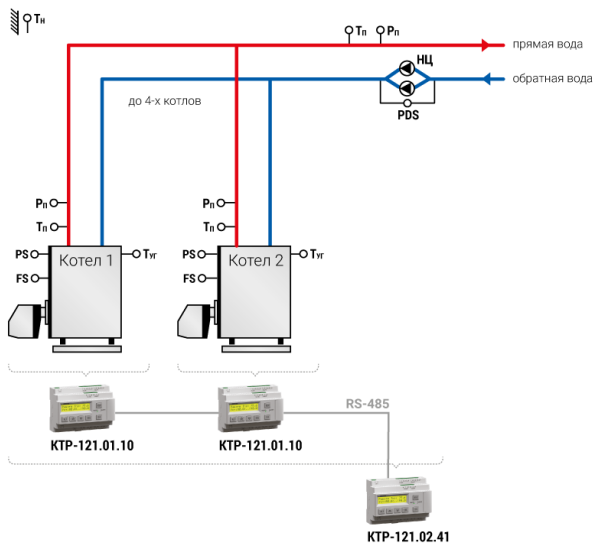 Тн
Тп
Рп
НЦ
прямая вода
обратная вода
до 4-х котлов
PDS
Рп
Рп
Тп
Тп
PS
Котел 1
Туг
PS
Котел 2
Туг
FS
FS
RS-485
КТР-121.01.10
КТР-121.01.10
КТР-121.02.41